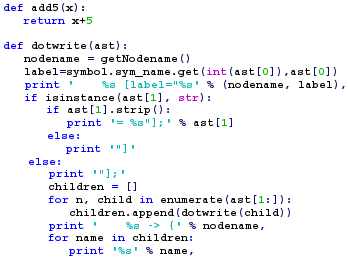 def add5(x):
    return x+5

def dotwrite(ast):
    nodename = getNodename()
    label=symbol.sym_name.get(int(ast[0]),ast[0])
    print '    %s [label="%s' % (nodename, label),
    if isinstance(ast[1], str):
        if ast[1].strip():
            print '= %s"];' % ast[1]
        else:
            print '"]'
    else:
        print '"];'
        children = []
        for n, child in enumerate(ast[1:]):
            children.append(dotwrite(child))
        print '    %s -> {' % nodename,
        for name in children:
            print '%s' % name,